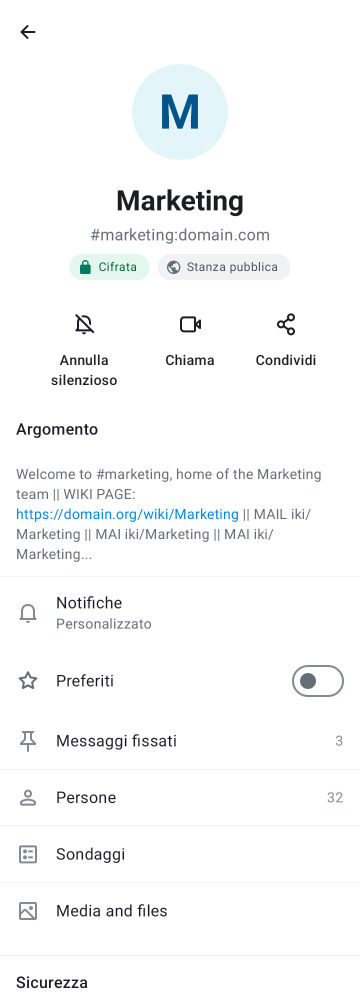 M
Marketing
#marketing:domain.com
Cifrata
Stanza pubblica
Annulla
silenzioso
Chiama
Condividi
Argomento
Welcome to #marketing, home of the Marketing
team || WIKI PAGE:
https://domain.org/wiki/Marketing || MAIL iki/
Marketing || MAI iki/Marketing || MAI iki/
Marketing...
Notifiche
Personalizzato
Preferiti
Messaggi fissati 3
Persone 32
Sondaggi
Media and files
Sicurezza